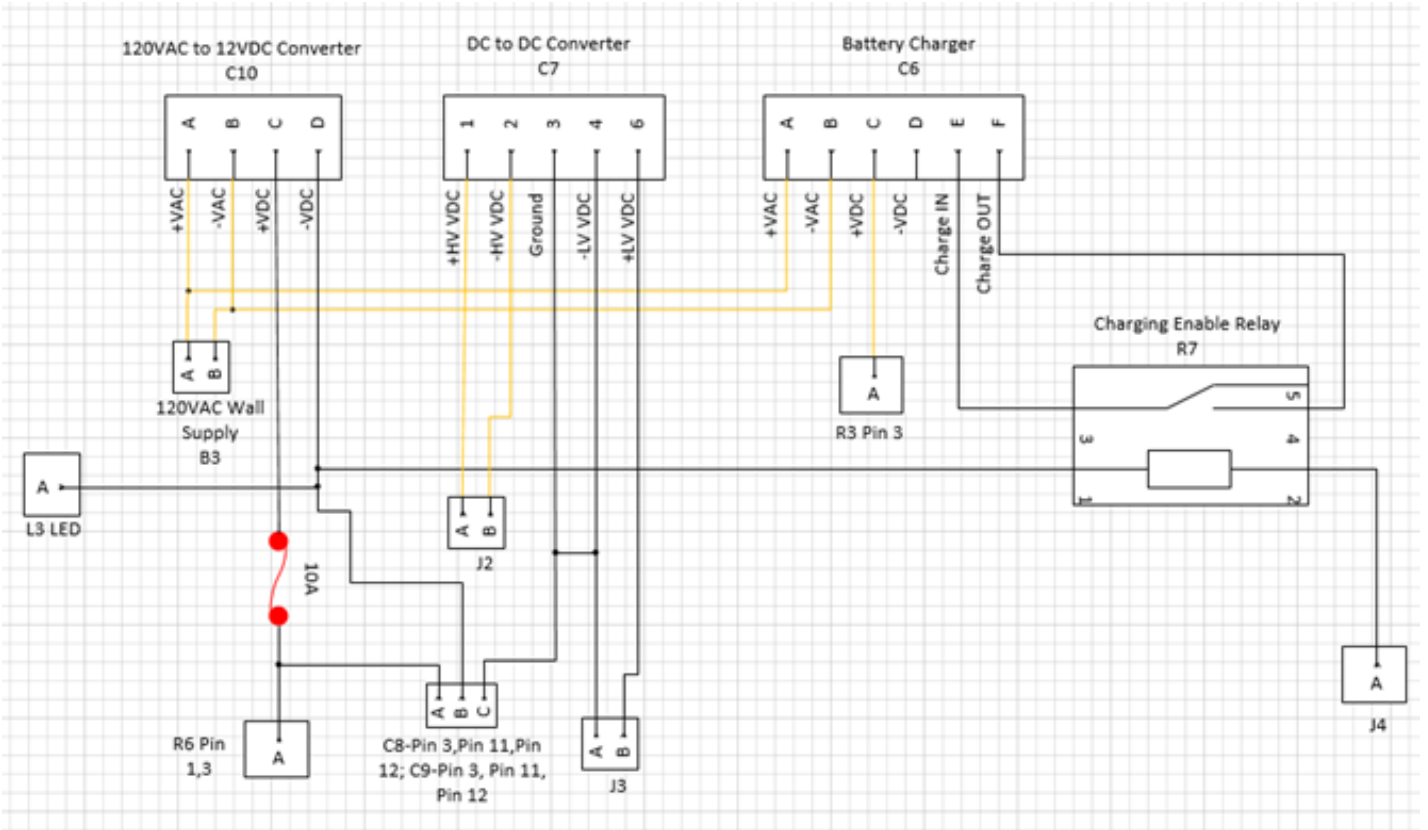 120VAC to 12VDC Converter
C10
DC to DC Converter
C7
Battery Charger
C6
A B C D
1 2 3 4 6
A B C D E F
+VAC
-VAC
+VDC
-VDC
+HV VDC
-HV VDC
Ground
-LV VDC
+LV VDC
+VAC
-VAC
+VDC
-VDC
Charge IN
Charge OUT
Charging Enable Relay
R7
5
3
4
1
2
A B
120VAC Wall
Supply
B3
A
R3 Pin 3
A
L3 LED
A B
J2
10A
A B C
C8-Pin 3,Pin 11,Pin
12; C9-Pin 3, Pin 11,
Pin 12
R6 Pin
1,3
A
A B
J3
A
J4